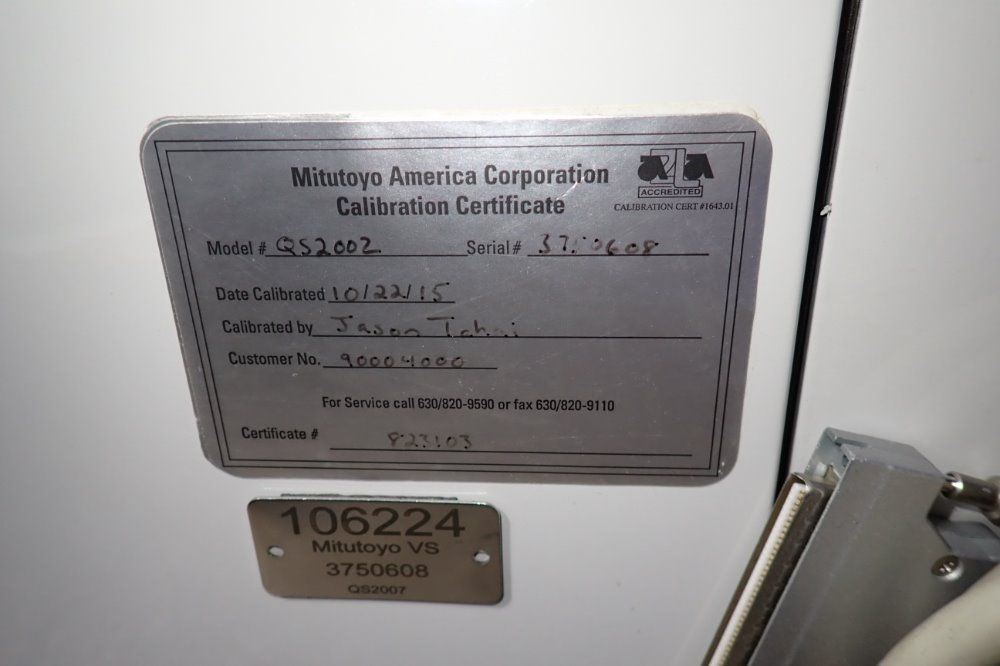 Mitutoyo America Corporation
Calibration Certificate
A2LA
ACCREDITED
CALIBRATION CERT #1643.01
Model # QS200Z Serial # 3750608
Date Calibrated 10/22/15
Calibrated by Jason
Customer No. 90004000
For Service call 630/820-9590 or fax 630/820-9110
Certificate # 823103
106224
Mitutoyo VS
3750608
QS2007